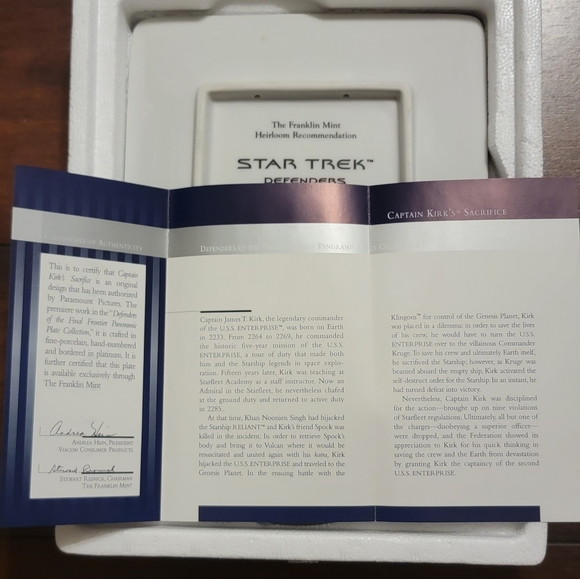 The Franklin Mint
Heirloom Recommendation
STAR TREK™
DEFENDERS
CERTIFICATE OF AUTHENTICITY
This is to certify that Captain
Kirk's Sacrifice is an original
design that has been authorized
by Paramount Pictures. The
premiere work in the "Defenders
of the Final Frontier Panoramic
Plate Collection," it is crafted in
fine-porcelain, hand-numbered
and bordered in platinum. It is
further certified that this plate
is available exclusively through
The Franklin Mint
Andrea Hein
ANDREA HEIN, PRESIDENT
VIACOM CONSUMER PRODUCTS
STEWART RESNICK, CHAIRMAN
THE FRANKLIN MINT
DEFENDERS OF THE
PANORAMIC
Captain James T. Kirk, the legendary commander
of the U.S.S. ENTERPRISE™, was born on Earth
in 2233. From 2264 to 2269, he commanded
the historic five-year mission of the U.S.S.
ENTERPRISE, a tour of duty that made both
him and the Starship legends in space explo-
ration. Fifteen years later, Kirk was teaching at
Starfleet Academy as a staff instructor. Now an
Admiral in the Starfleet, he nevertheless chafed
at the ground duty and returned to active duty
in 2285.
At that time, Khan Noonien Singh had hijacked
the Starship RELIANT™ and Kirk's friend Spock was
killed in the incident. In order to retrieve Spock's
body and bring it to Vulcan where it would be
resuscitated and united again with his katra, Kirk
hijacked the U.S.S. ENTERPRISE and traveled to the
Genesis Planet. In the ensuing battle with the
CAPTAIN KIRK'S™ SACRIFICE
Klingons™ for control of the Genesis Planet, Kirk
was placed in a dilemma: in order to save the lives
of his crew, he would have to turn the U.S.S.
ENTERPRISE over to the villainous Commander
Kruge. To save his crew and ultimately Earth itself,
he sacrificed the Starship; however, as Kruge was
beamed aboard the empty ship, Kirk activated the
self-destruct order for the Starship. In an instant, he
had turned defeat into victory.
Nevertheless, Captain Kirk was disciplined
for the action—brought up on nine violations
of Starfleet regulations. Ultimately, all but one of
the charges—disobeying a superior officer—
were dropped, and the Federation showed its
appreciation to Kirk for his quick thinking in
saving the crew and the Earth from devastation
by granting Kirk the captaincy of the second
U.S.S. ENTERPRISE.